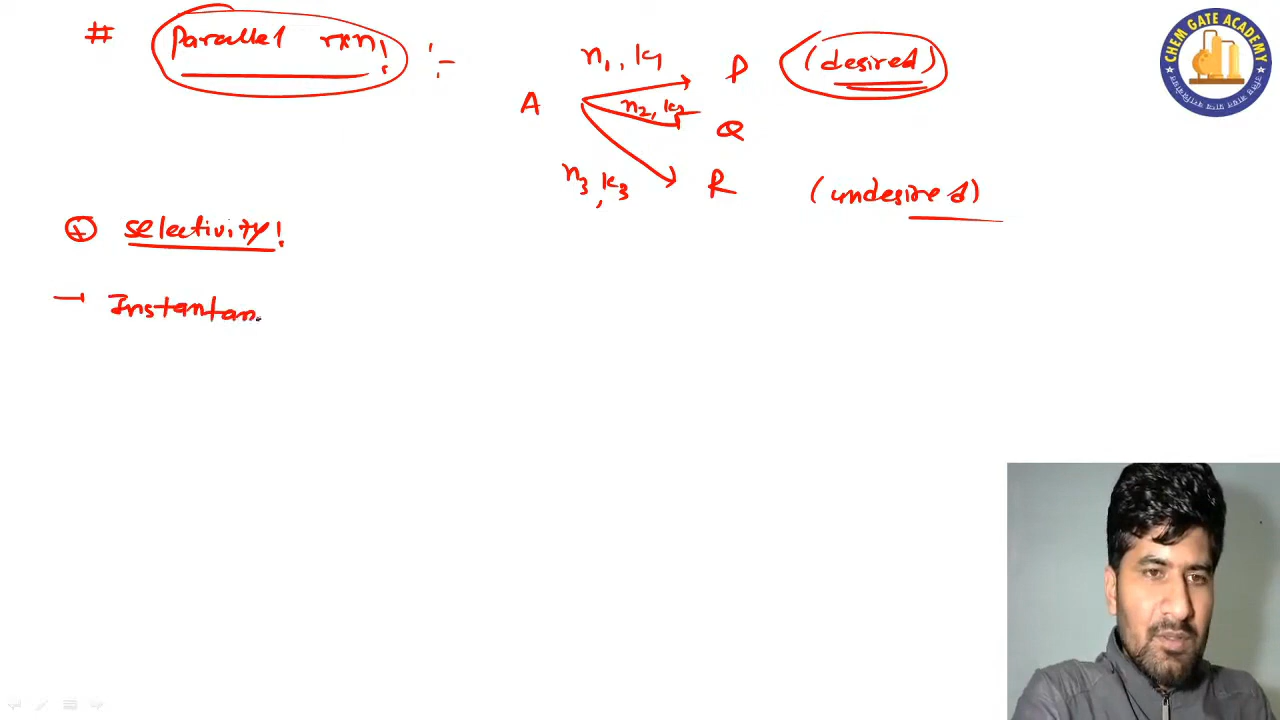 # parallel rxn! :-
n1, k1
P (desired)
A
n2, k2
Q
n3, k3
R (undesired)
selectivity!
→ Instantan
CHEM GATE ACADEMY